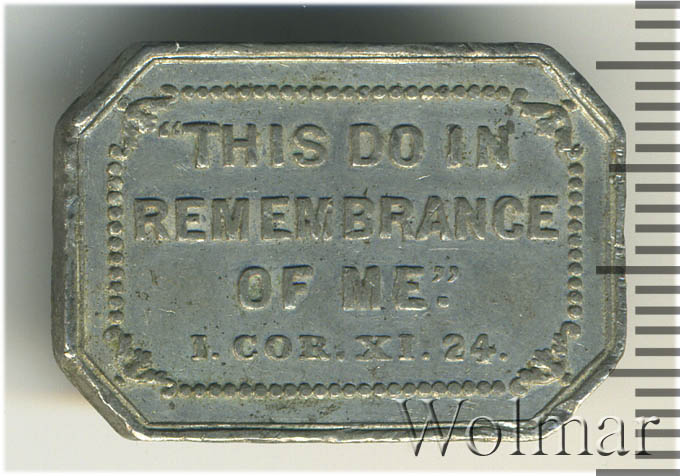 "THIS DO IN
REMEMBRANCE
OF ME."
I. COR. XI. 24.
Wolmar